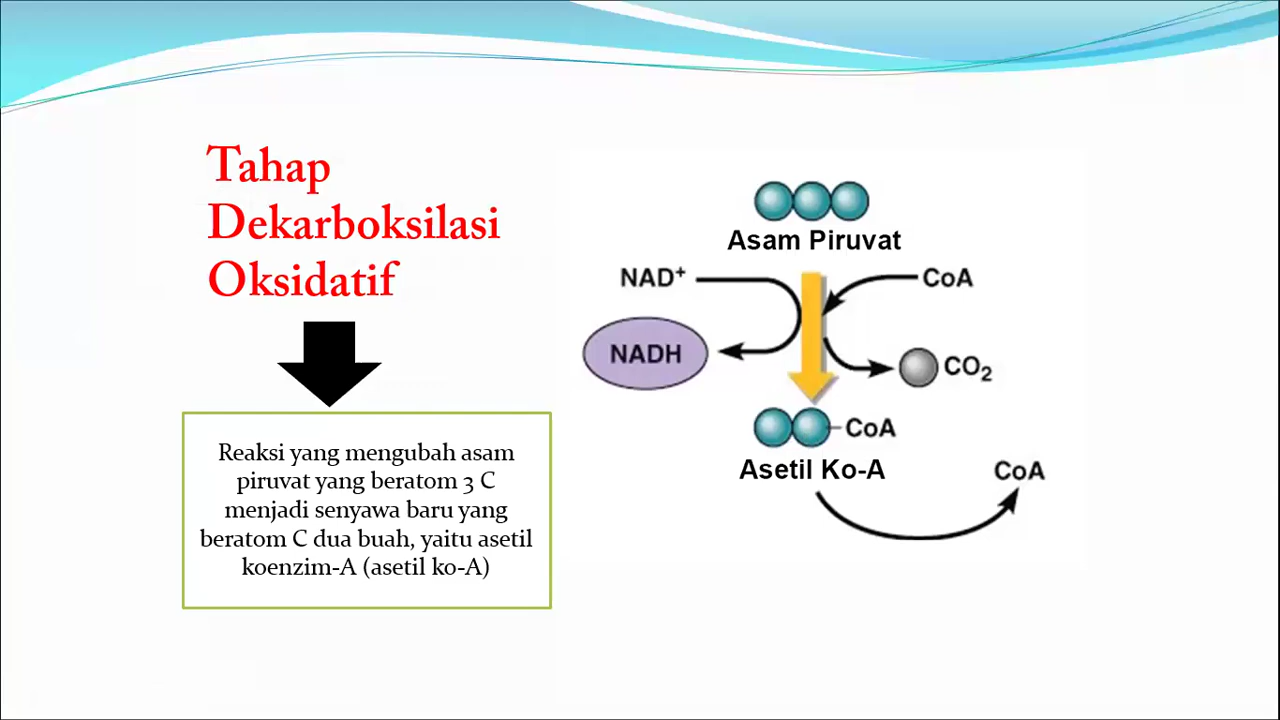 Tahap
Dekarboksilasi
Oksidatif
Reaksi yang mengubah asam
piruvat yang beratom 3 C
menjadi senyawa baru yang
beratom C dua buah, yaitu asetil
koenzim-A (asetil ko-A)
Asam Piruvat
NAD⁺
CoA
NADH
CO₂
CoA
Asetil Ko-A
CoA